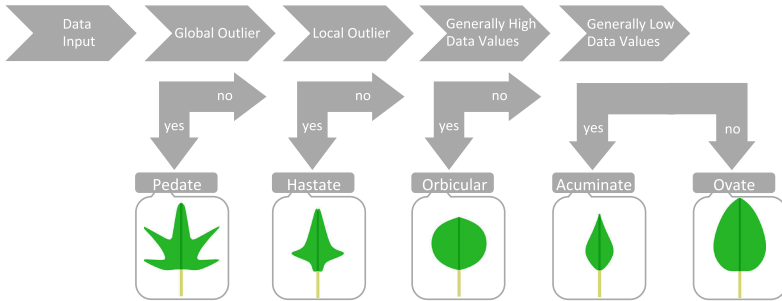 Data
Input
Global Outlier
Local Outlier
Generally High
Data Values
Generally Low
Data Values
no
no
no
yes
yes
yes
yes
no
Pedate
Hastate
Orbicular
Acuminate
Ovate